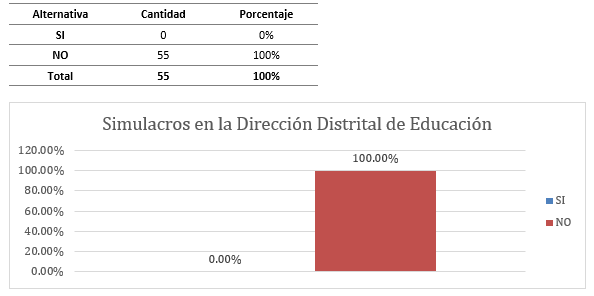 Alternativa Cantidad Porcentaje
SI 0 0%
NO 55 100%
Total 55 100%
Simulacros en la Dirección Distrital de Educación
120.00%
100.00%
80.00%
60.00%
40.00%
20.00%
0.00%
0.00%
100.00%
SI
NO